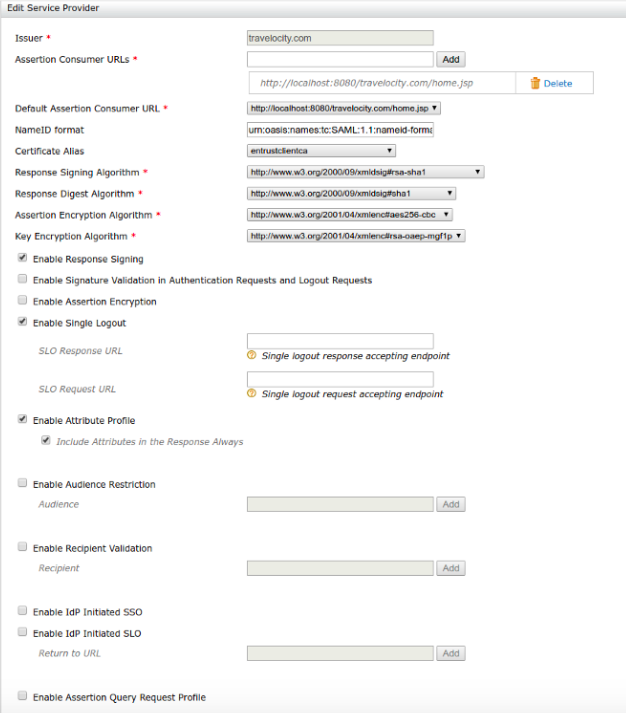 Edit Service Provider
Issuer *
travelocity.com
Assertion Consumer URLs *
Add
http://localhost:8080/travelocity.com/home.jsp
Delete
Default Assertion Consumer URL *
http://localhost:8080/travelocity.com/home.jsp
NameID format
urn:oasis:names:tc:SAML:1.1:nameid-forma
Certificate Alias
entrustclientca
Response Signing Algorithm *
http://www.w3.org/2000/09/xmldsig#rsa-sha1
Response Digest Algorithm *
http://www.w3.org/2000/09/xmldsig#sha1
Assertion Encryption Algorithm *
http://www.w3.org/2001/04/xmlenc#aes256-cbc
Key Encryption Algorithm *
http://www.w3.org/2001/04/xmlenc#rsa-oaep-mgf1p
Enable Response Signing
Enable Signature Validation in Authentication Requests and Logout Requests
Enable Assertion Encryption
Enable Single Logout
SLO Response URL
Single logout response accepting endpoint
SLO Request URL
Single logout request accepting endpoint
Enable Attribute Profile
Include Attributes in the Response Always
Enable Audience Restriction
Audience
Add
Enable Recipient Validation
Recipient
Add
Enable IdP Initiated SSO
Enable IdP Initiated SLO
Return to URL
Add
Enable Assertion Query Request Profile